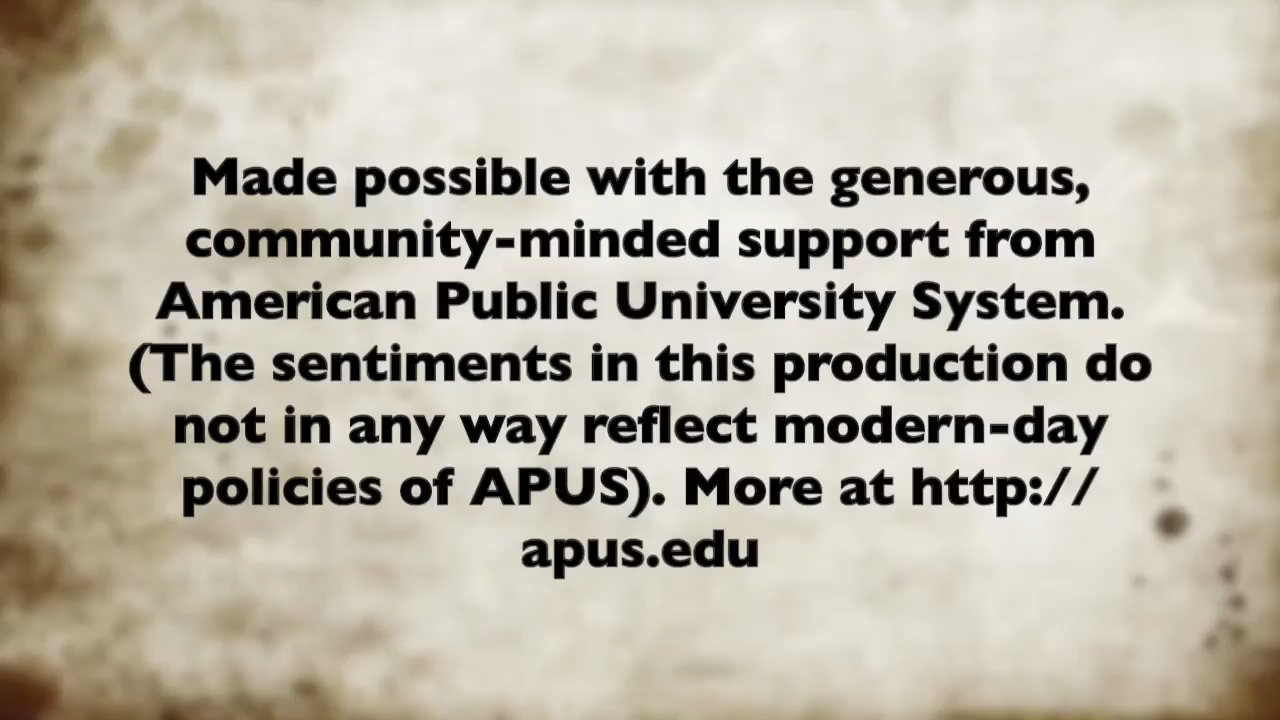 Made possible with the generous,
community-minded support from
American Public University System.
(The sentiments in this production do
not in any way reflect modern-day
policies of APUS). More at http://
apus.edu